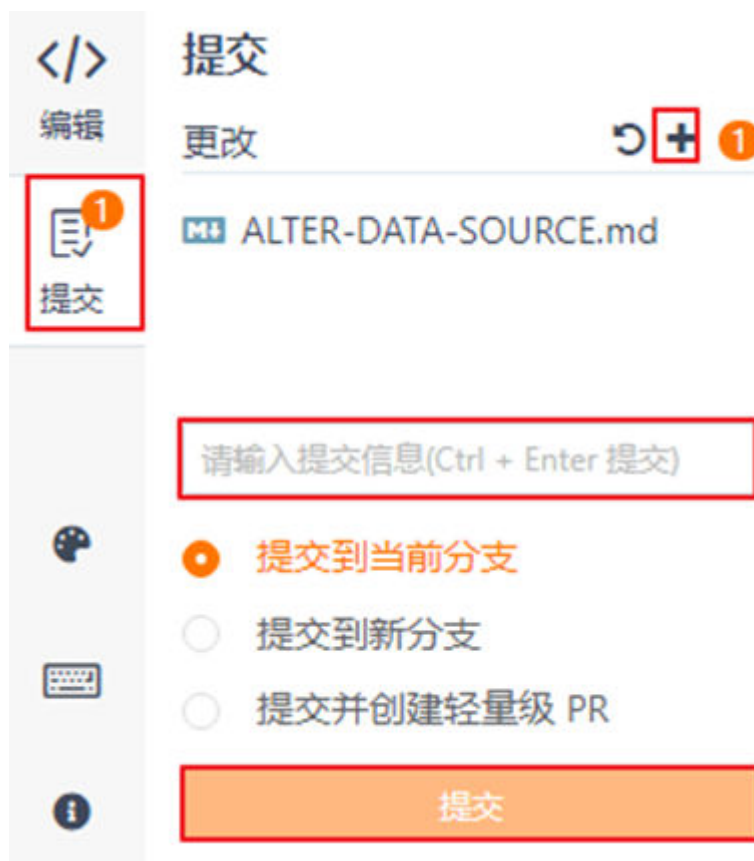 </>
编辑
1
提交
提交
更改
1
M↓ ALTER-DATA-SOURCE.md
请输入提交信息(Ctrl + Enter 提交)
提交到当前分支
提交到新分支
提交并创建轻量级 PR
提交